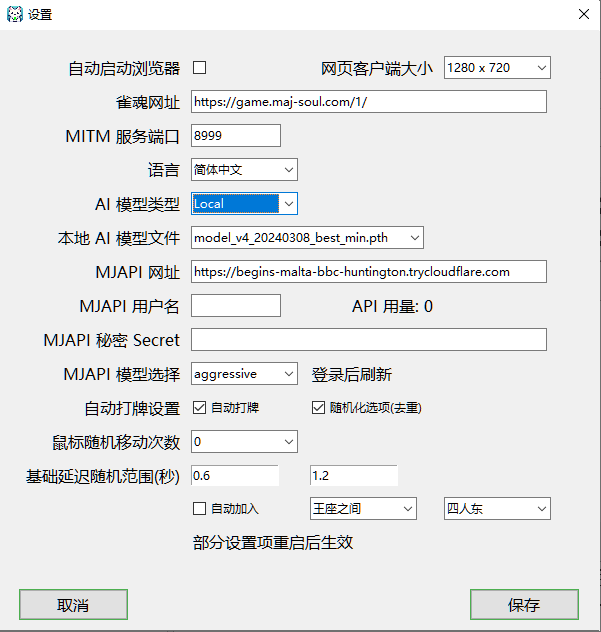 设置
自动启动浏览器 网页客户端大小 1280 x 720
雀魂网址 https://game.maj-soul.com/1/
MITM 服务端口 8999
语言 简体中文
AI 模型类型 Local
本地 AI 模型文件 model_v4_20240308_best_min.pth
MJAPI 网址 https://begins-malta-bbc-huntington.trycloudflare.com
MJAPI 用户名 API 用量: 0
MJAPI 秘密 Secret
MJAPI 模型选择 aggressive 登录后刷新
自动打牌设置 自动打牌 随机化选项(去重)
鼠标随机移动次数 0
基础延迟随机范围(秒) 0.6 1.2
自动加入 王座之间 四人东
部分设置项重启后生效
取消 保存